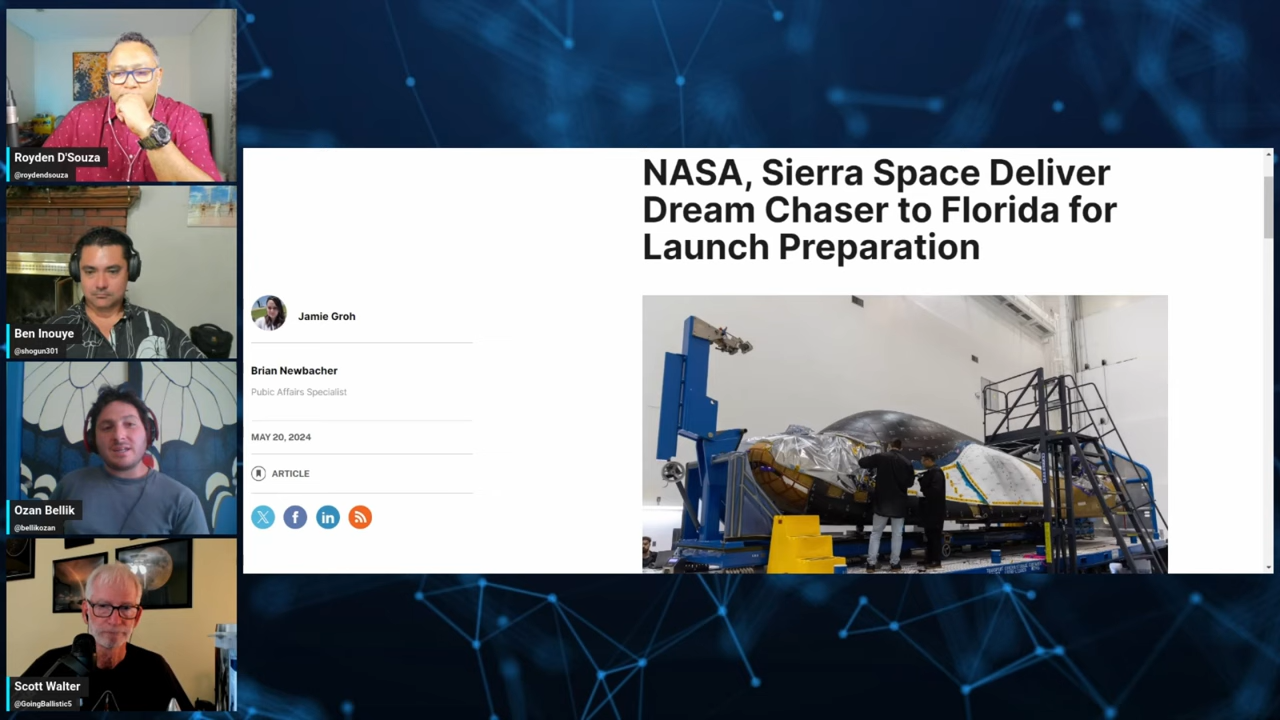 Royden D'Souza
@roydendsouza
Ben Inouye
@shogun301
Ozan Bellik
@bellikozan
Scott Walter
@GoingBallistic5
NASA, Sierra Space Deliver
Dream Chaser to Florida for
Launch Preparation
Jamie Groh
Brian Newbacher
Pubic Affairs Specialist
MAY 20, 2024
ARTICLE